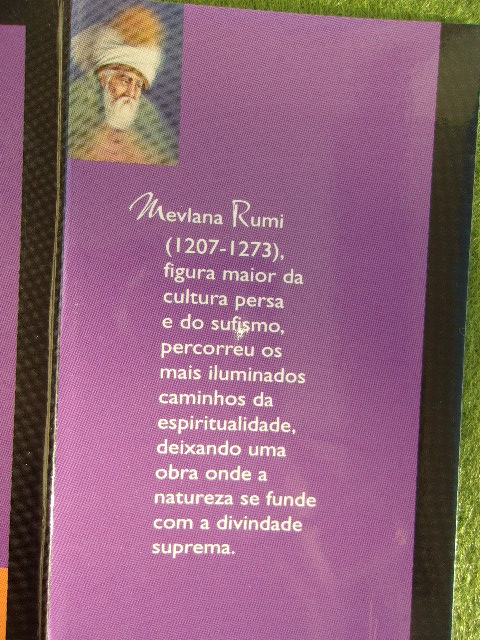 Mevlana Rumi
(1207-1273),
figura maior da
cultura persa
e do sufismo,
percorreu os
mais iluminados
caminhos da
espiritualidade,
deixando uma
obra onde a
natureza se funde
com a divindade
suprema.